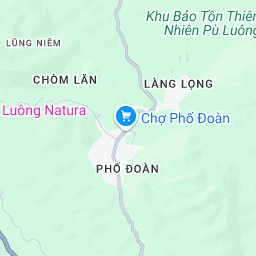 Khu Bảo Tồn Thiên
Nhiên Pù Luông
LŨNG NIÊM
CHÒM LĂN
LÀNG LỌNG
Luông Natura
Chợ Phố Đoàn
PHỐ ĐOÀN